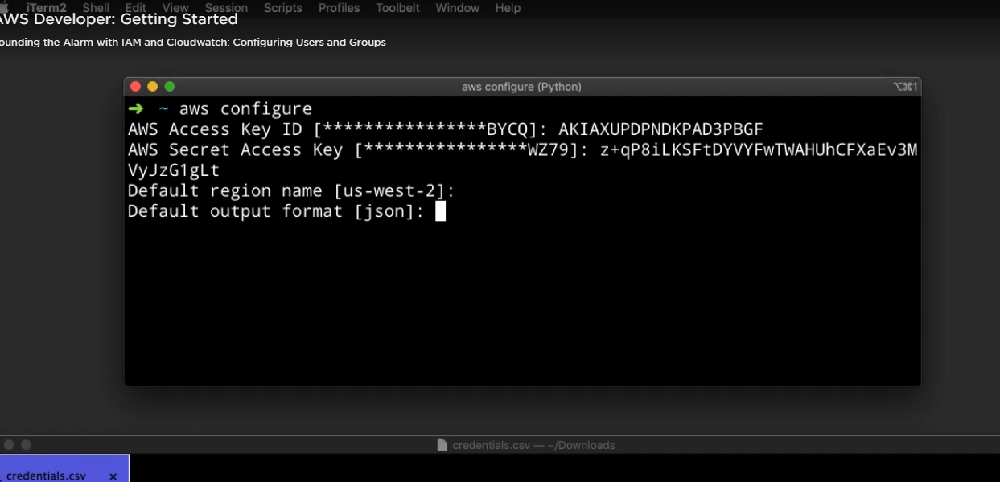 iTerm2 Shell Edit View Session Scripts Profiles Toolbelt Window Help
AWS Developer: Getting Started
ounding the Alarm with IAM and Cloudwatch: Configuring Users and Groups
aws configure (Python)
⌥⌘1
➜ ~ aws configure
AWS Access Key ID [****************BYCQ]: AKIAXUPDPNDKPAD3PBGF
AWS Secret Access Key [****************WZ79]: z+qP8iLKSFtDYVYFwTWAHUhCFXaEv3M
VyJzG1gLt
Default region name [us-west-2]:
Default output format [json]:
credentials.csv — ~/Downloads
credentials.csv ×